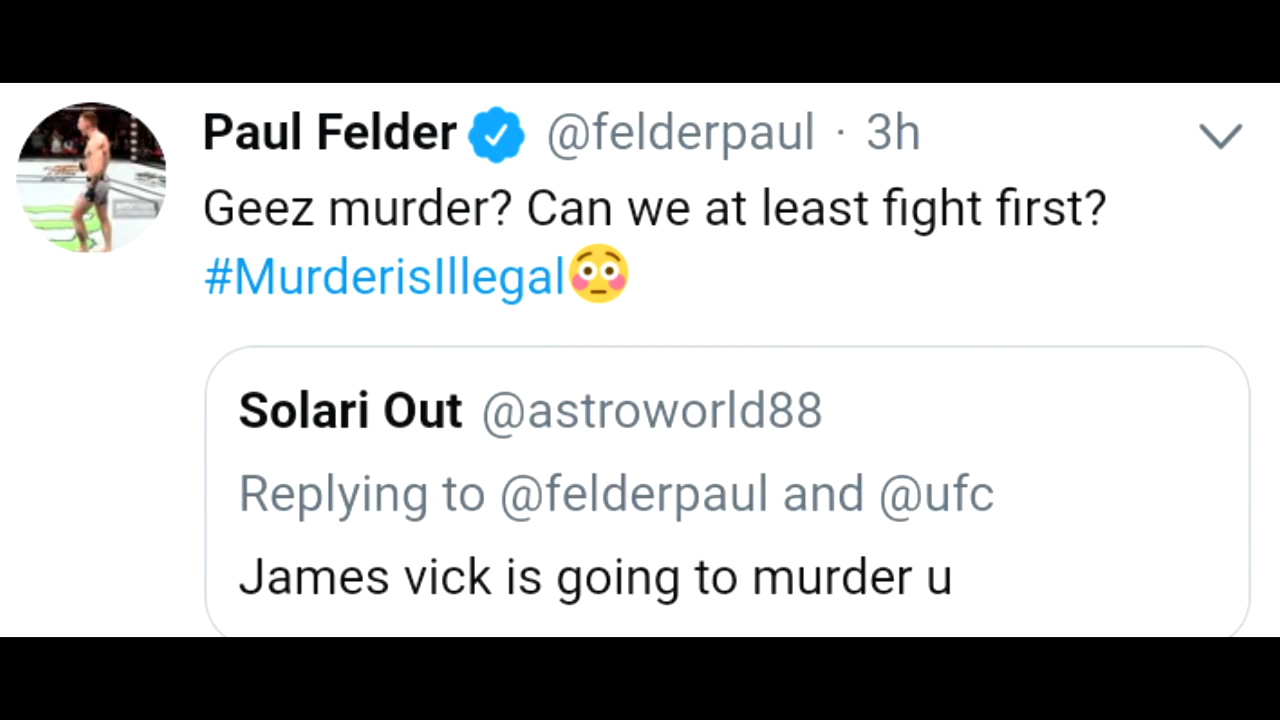 Paul Felder @felderpaul · 3h
Geez murder? Can we at least fight first?
#MurderisIllegal😳
Solari Out @astroworld88
Replying to @felderpaul and @ufc
James vick is going to murder u